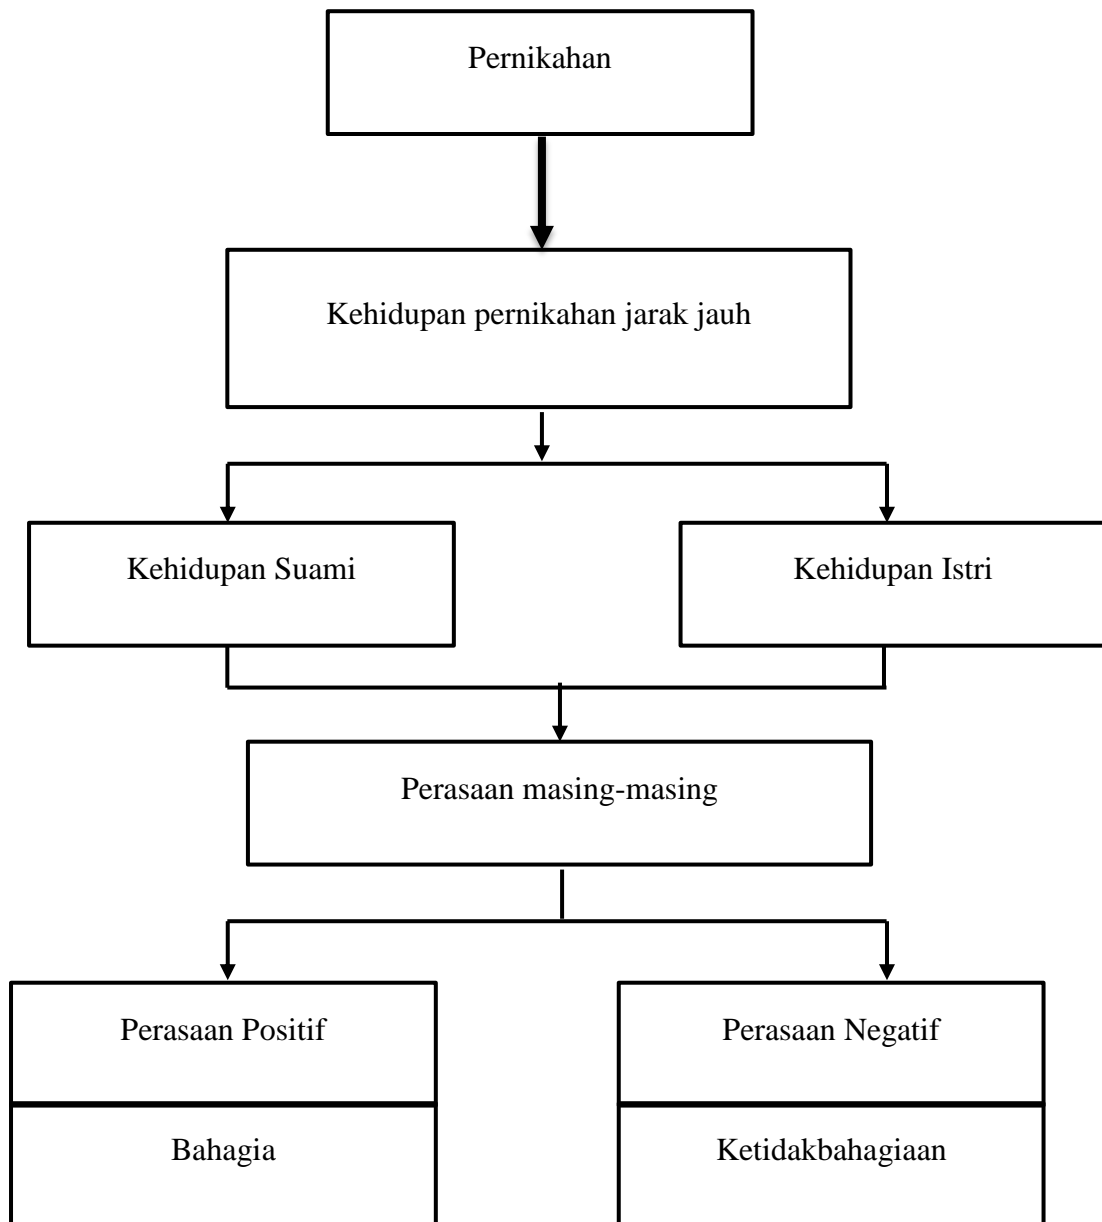 Pernikahan
Kehidupan pernikahan jarak jauh
Kehidupan Suami
Kehidupan Istri
Perasaan masing-masing
Perasaan Positif
Perasaan Negatif
Bahagia
Ketidakbahagiaan